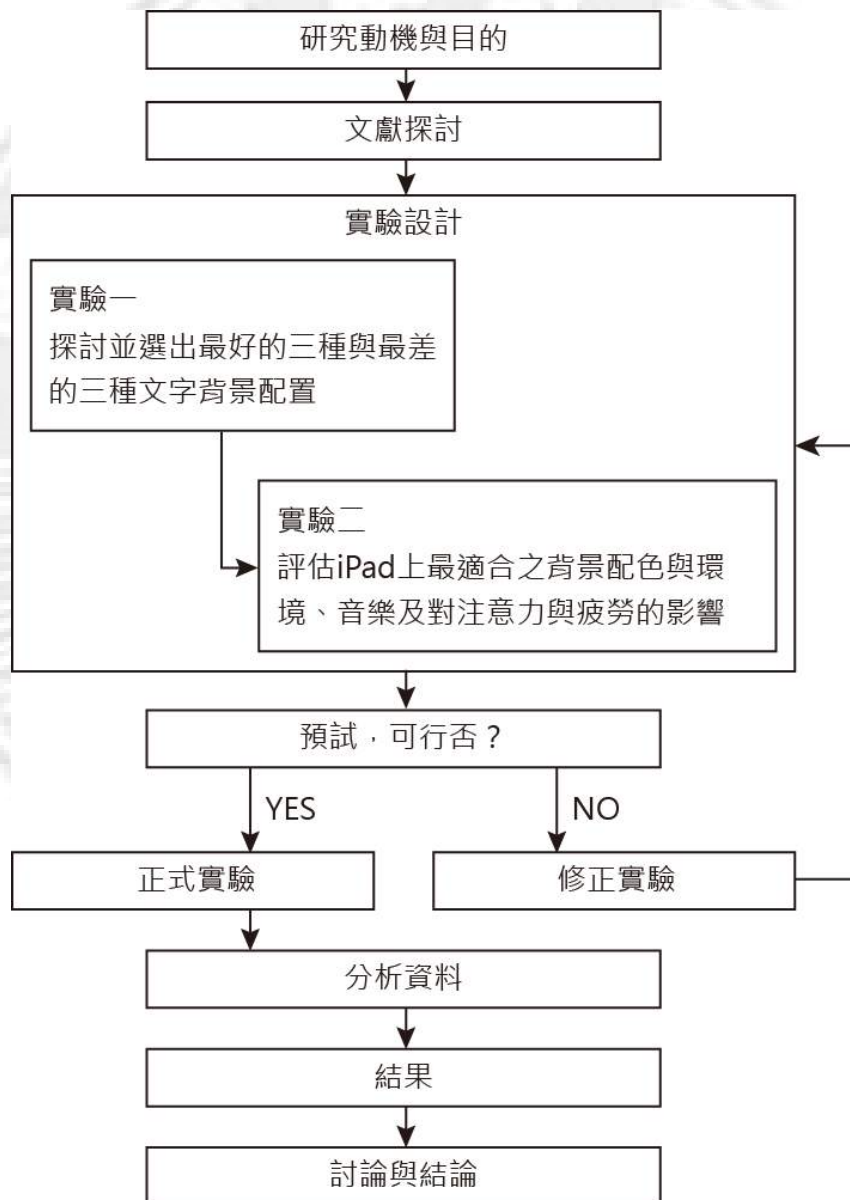 研究動機與目的
文獻探討
實驗設計
實驗一
探討並選出最好的三種與最差
的三種文字背景配置
實驗二
評估iPad上最適合之背景配色與環
境、音樂及對注意力與疲勞的影響
預試，可行否？
YES
NO
正式實驗
修正實驗
分析資料
結果
討論與結論